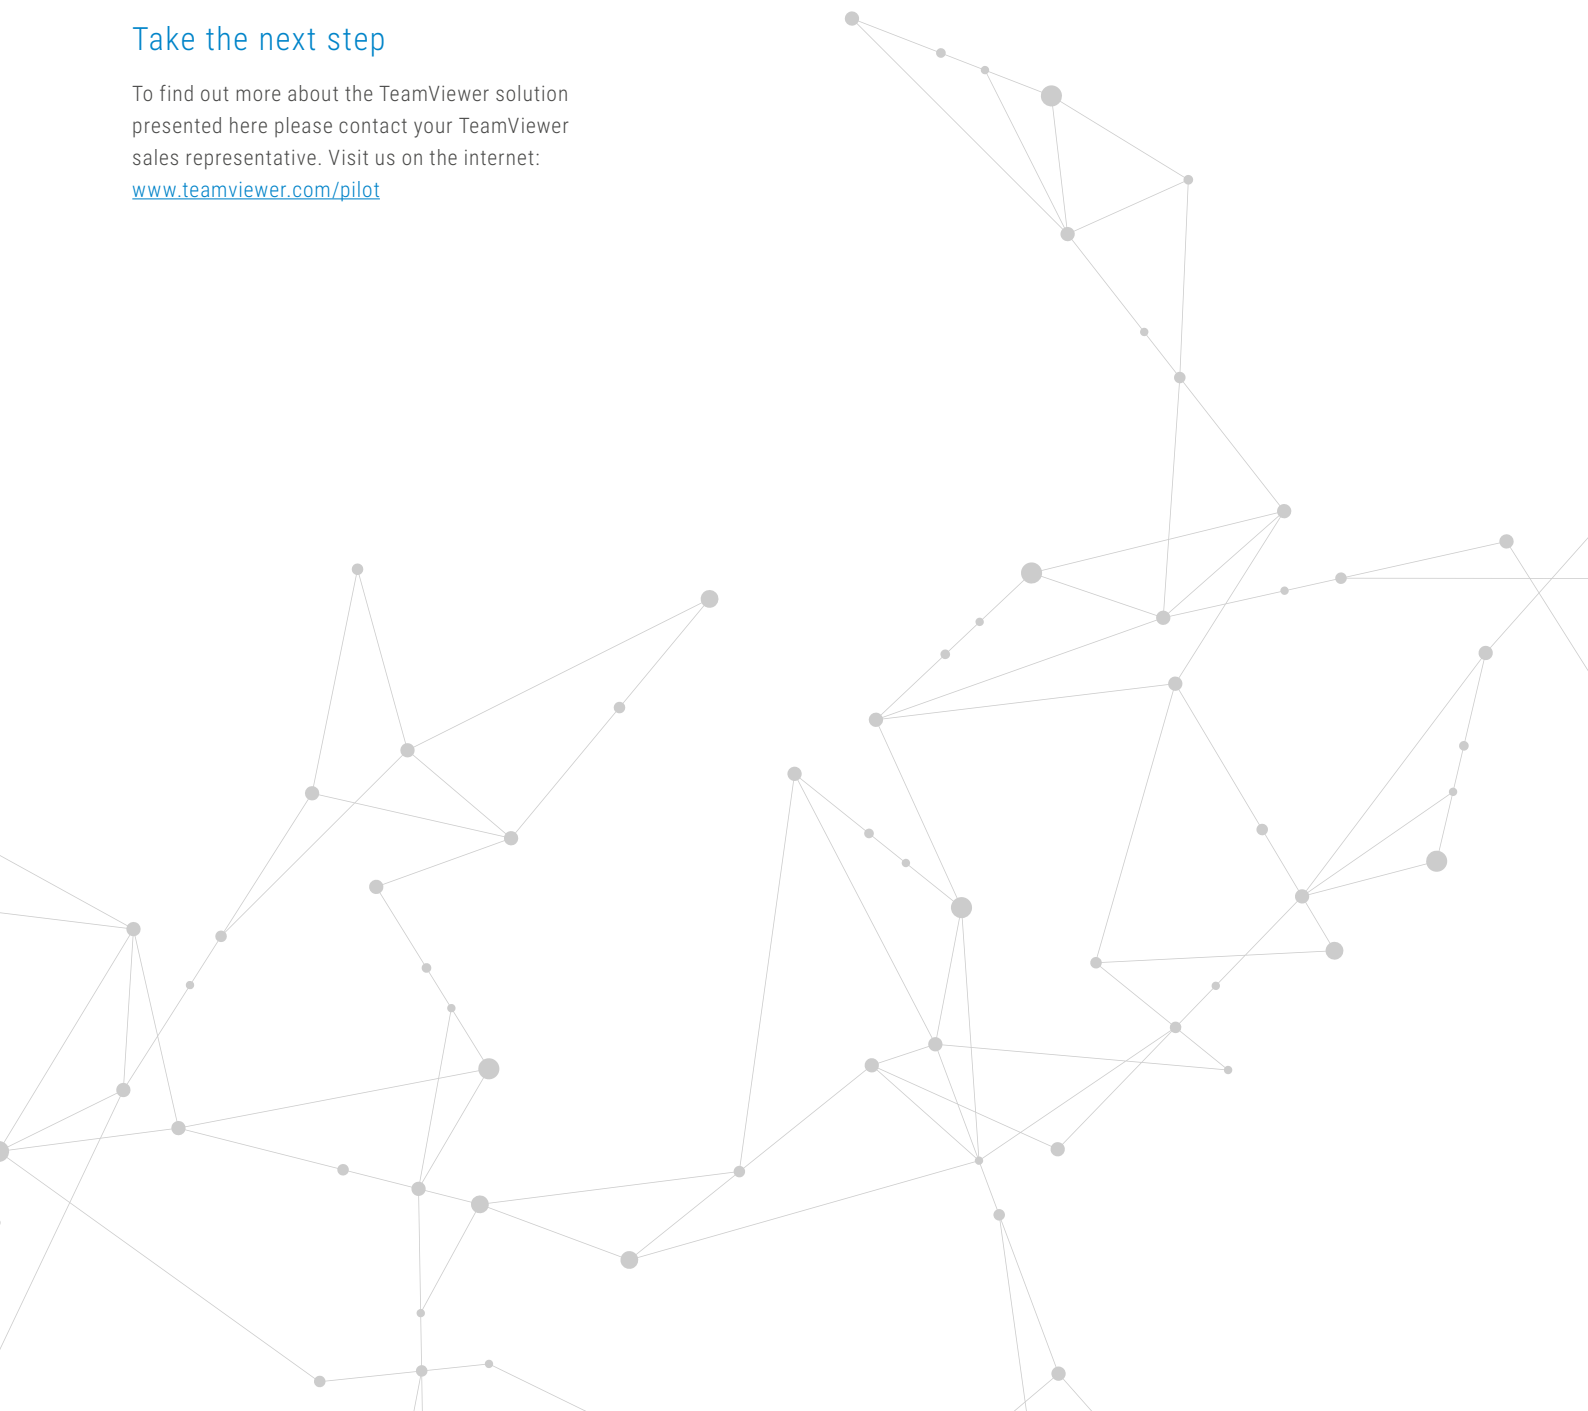 Take the next step
To find out more about the TeamViewer solution
presented here please contact your TeamViewer
sales representative. Visit us on the internet:
www.teamviewer.com/pilot